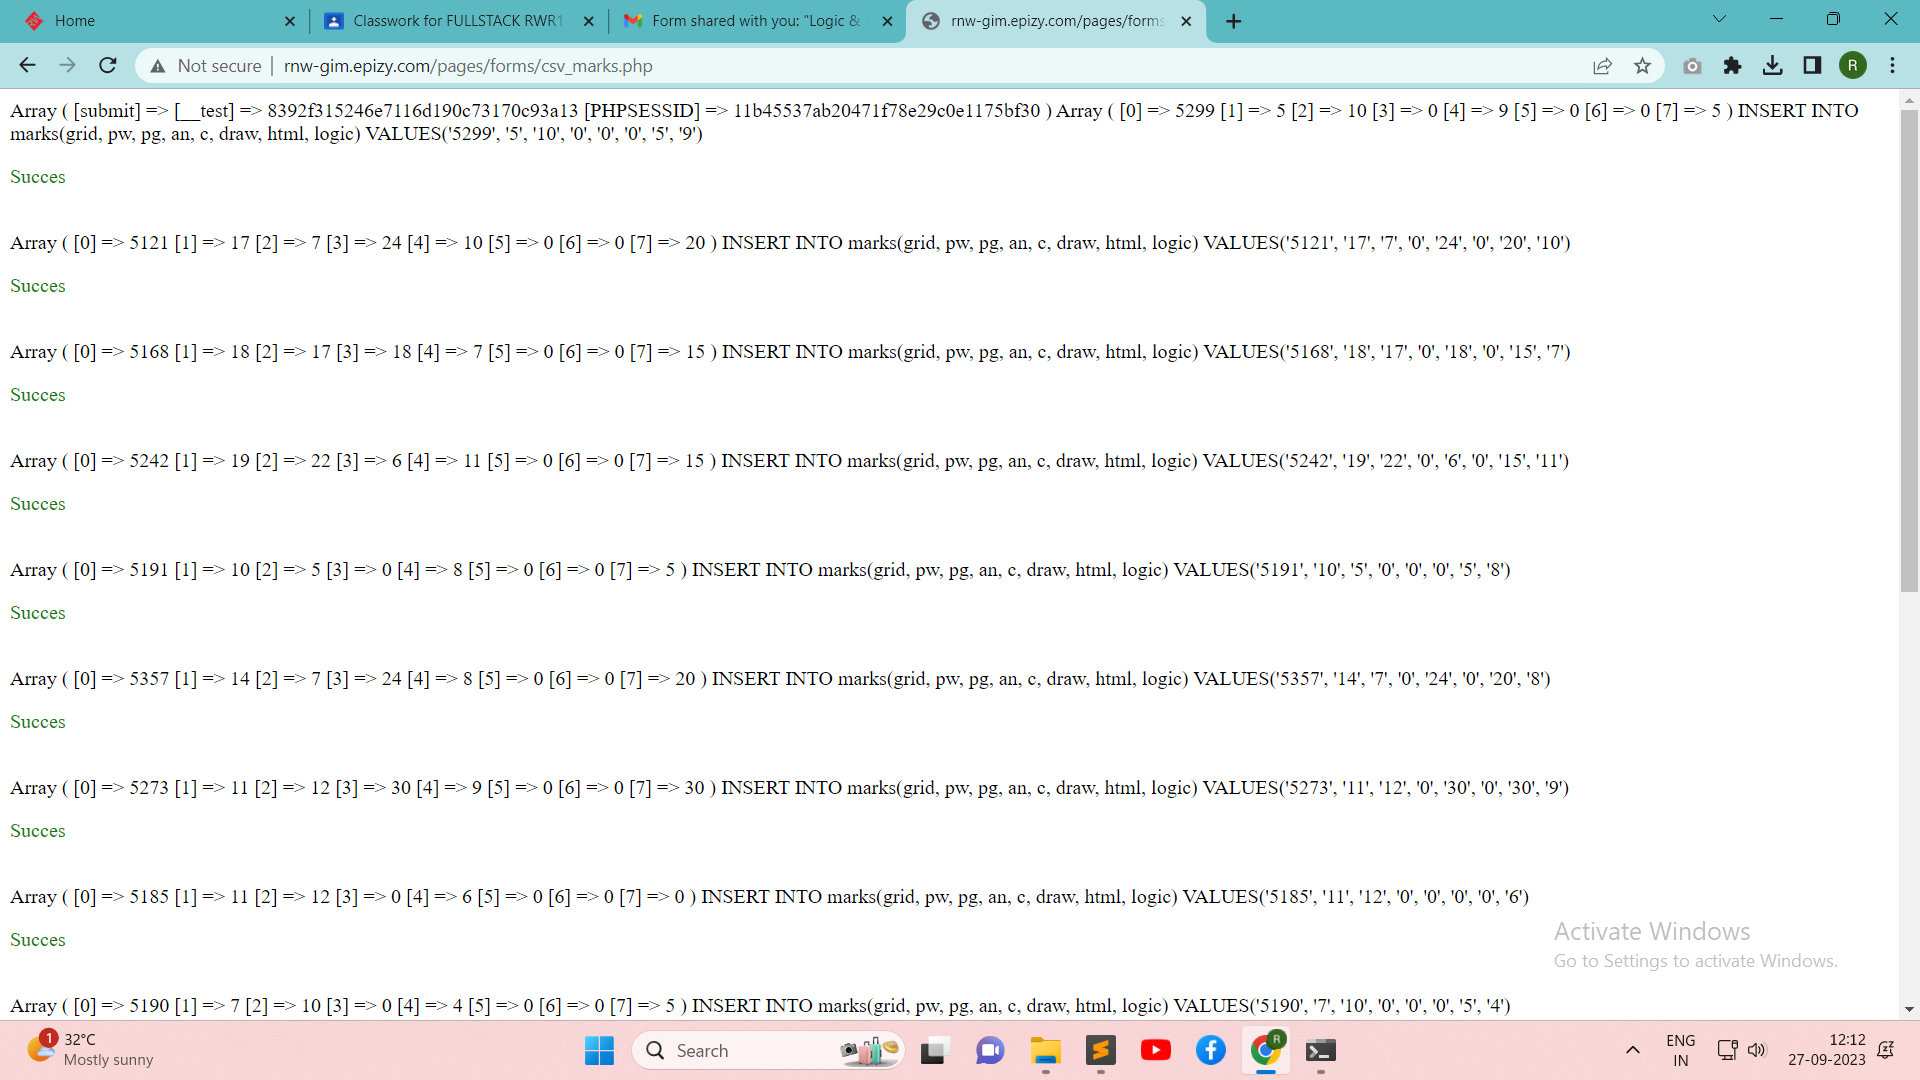 Home
Classwork for FULLSTACK RWR1
Form shared with you: "Logic &
rnw-gim.epizy.com/pages/forms
Not secure | rnw-gim.epizy.com/pages/forms/csv_marks.php
R
Array ( [submit] => [__test] => 8392f315246e7116d190c73170c93a13 [PHPSESSID] => 11b45537ab20471f78e29c0e1175bf30 ) Array ( [0] => 5299 [1] => 5 [2] => 10 [3] => 0 [4] => 9 [5] => 0 [6] => 0 [7] => 5 ) INSERT INTO
marks(grid, pw, pg, an, c, draw, html, logic) VALUES('5299', '5', '10', '0', '0', '0', '5', '9')
Succes
Array ( [0] => 5121 [1] => 17 [2] => 7 [3] => 24 [4] => 10 [5] => 0 [6] => 0 [7] => 20 ) INSERT INTO marks(grid, pw, pg, an, c, draw, html, logic) VALUES('5121', '17', '7', '0', '24', '0', '20', '10')
Succes
Array ( [0] => 5168 [1] => 18 [2] => 17 [3] => 18 [4] => 7 [5] => 0 [6] => 0 [7] => 15 ) INSERT INTO marks(grid, pw, pg, an, c, draw, html, logic) VALUES('5168', '18', '17', '0', '18', '0', '15', '7')
Succes
Array ( [0] => 5242 [1] => 19 [2] => 22 [3] => 6 [4] => 11 [5] => 0 [6] => 0 [7] => 15 ) INSERT INTO marks(grid, pw, pg, an, c, draw, html, logic) VALUES('5242', '19', '22', '0', '6', '0', '15', '11')
Succes
Array ( [0] => 5191 [1] => 10 [2] => 5 [3] => 0 [4] => 8 [5] => 0 [6] => 0 [7] => 5 ) INSERT INTO marks(grid, pw, pg, an, c, draw, html, logic) VALUES('5191', '10', '5', '0', '0', '0', '5', '8')
Succes
Array ( [0] => 5357 [1] => 14 [2] => 7 [3] => 24 [4] => 8 [5] => 0 [6] => 0 [7] => 20 ) INSERT INTO marks(grid, pw, pg, an, c, draw, html, logic) VALUES('5357', '14', '7', '0', '24', '0', '20', '8')
Succes
Array ( [0] => 5273 [1] => 11 [2] => 12 [3] => 30 [4] => 9 [5] => 0 [6] => 0 [7] => 30 ) INSERT INTO marks(grid, pw, pg, an, c, draw, html, logic) VALUES('5273', '11', '12', '0', '30', '0', '30', '9')
Succes
Array ( [0] => 5185 [1] => 11 [2] => 12 [3] => 0 [4] => 6 [5] => 0 [6] => 0 [7] => 0 ) INSERT INTO marks(grid, pw, pg, an, c, draw, html, logic) VALUES('5185', '11', '12', '0', '0', '0', '0', '6')
Succes
Activate Windows
Go to Settings to activate Windows.
Array ( [0] => 5190 [1] => 7 [2] => 10 [3] => 0 [4] => 4 [5] => 0 [6] => 0 [7] => 5 ) INSERT INTO marks(grid, pw, pg, an, c, draw, html, logic) VALUES('5190', '7', '10', '0', '0', '0', '5', '4')
1
32°C
Mostly sunny
Search
R
ENG
IN
12:12
27-09-2023